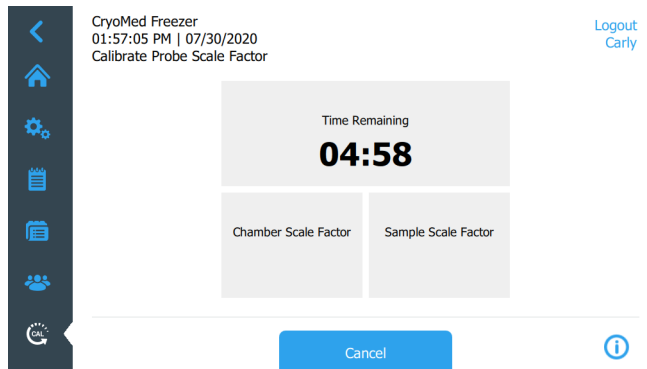 CryoMed Freezer
01:57:05 PM | 07/30/2020
Calibrate Probe Scale Factor
Logout
Carly
Time Remaining
04:58
Chamber Scale Factor
Sample Scale Factor
CAL
Cancel